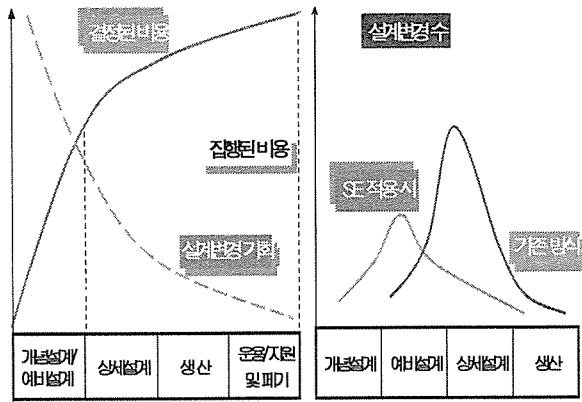 결정된 비용
집행된 비용
설계변경 기회
개념설계/
예비설계
상세설계
생산
운용/지원
및 폐기
설계변경 수
SE 적용시
기존 방식
개념설계
예비설계
상세설계
생산